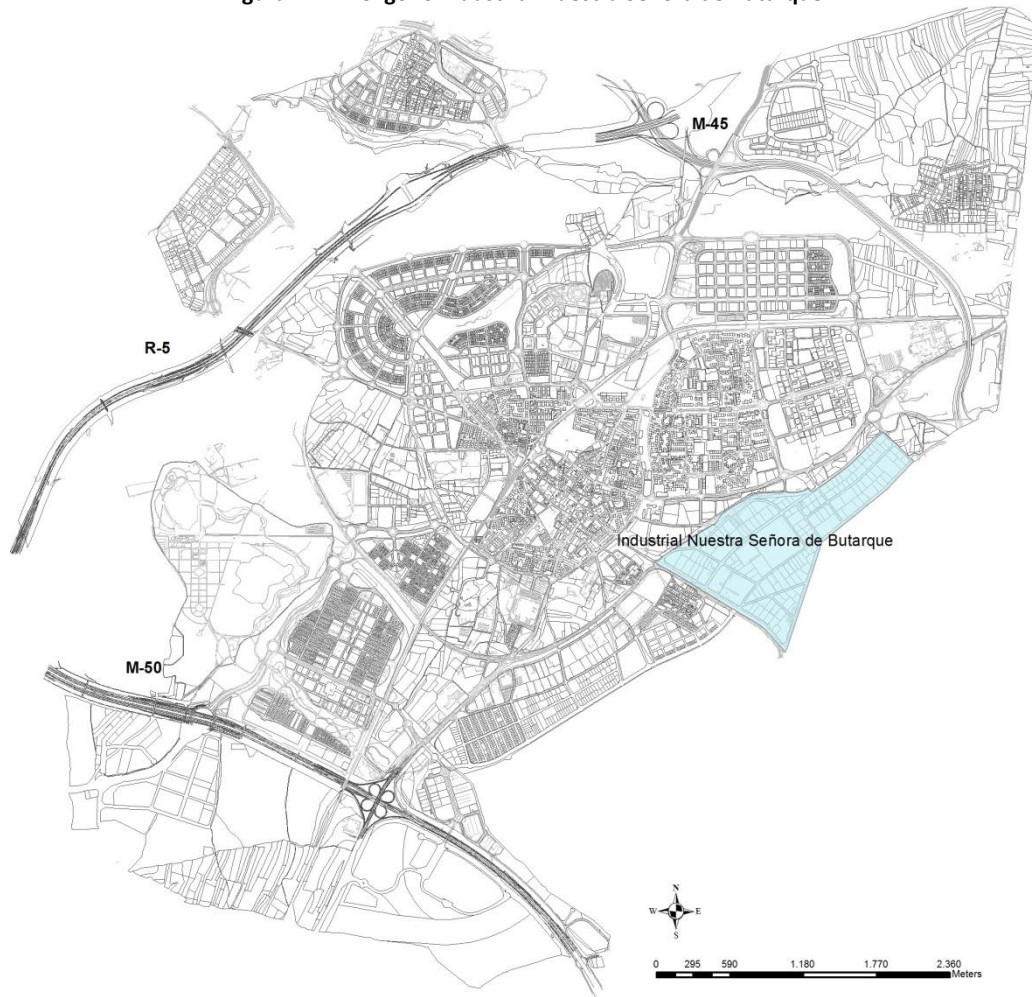 M-45
R-5
Industrial Nuestra Señora de Butarque
M-50
N
W E
S
0 295 590 1.180 1.770 2.360
Meters